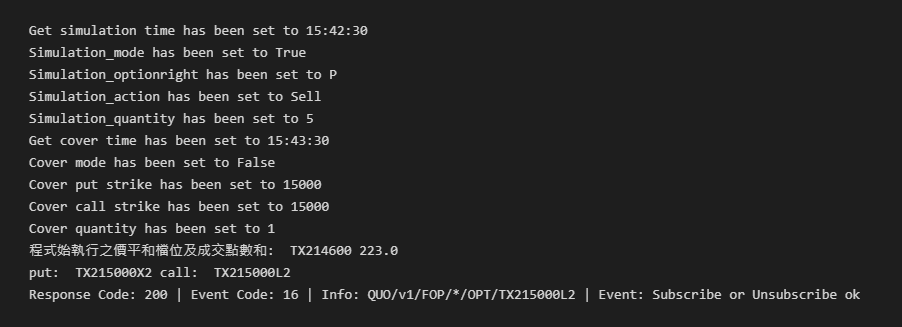 Get simulation time has been set to 15:42:30
Simulation_mode has been set to True
Simulation_optionright has been set to P
Simulation_action has been set to Sell
Simulation_quantity has been set to 5
Get cover time has been set to 15:43:30
Cover mode has been set to False
Cover put strike has been set to 15000
Cover call strike has been set to 15000
Cover quantity has been set to 1
程式始執行之價平和檔位及成交點數和:  TX214600 223.0
put:  TX215000X2 call:  TX215000L2
Response Code: 200 | Event Code: 16 | Info: QUO/v1/FOP/*/OPT/TX215000L2 | Event: Subscribe or Unsubscribe ok